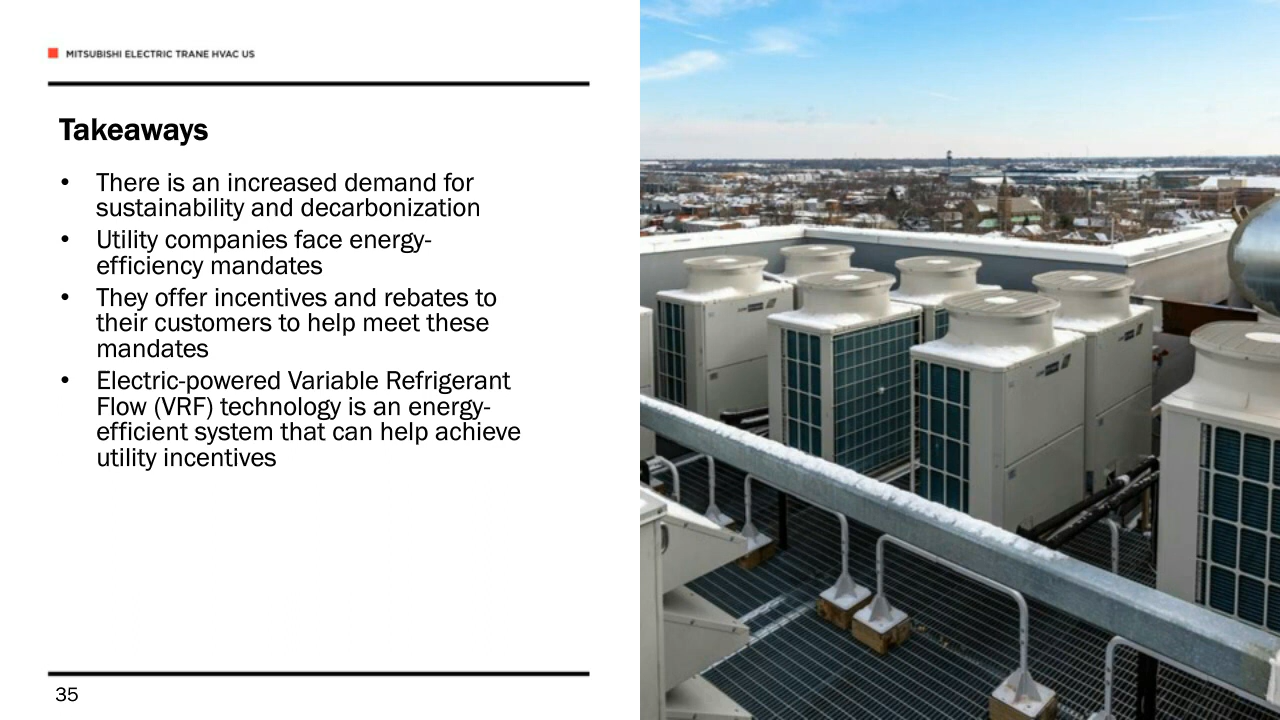 MITSUBISHI ELECTRIC TRANE HVAC US
Takeaways
• There is an increased demand for
sustainability and decarbonization
• Utility companies face energy-
efficiency mandates
• They offer incentives and rebates to
their customers to help meet these
mandates
• Electric-powered Variable Refrigerant
Flow (VRF) technology is an energy-
efficient system that can help achieve
utility incentives
35